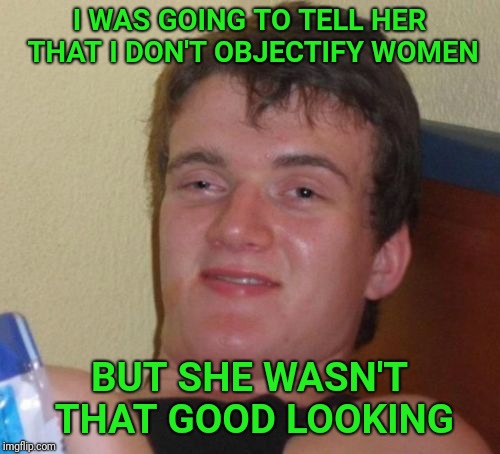 I WAS GOING TO TELL HER
THAT I DON'T OBJECTIFY WOMEN
BUT SHE WASN'T
THAT GOOD LOOKING
imgflip.com